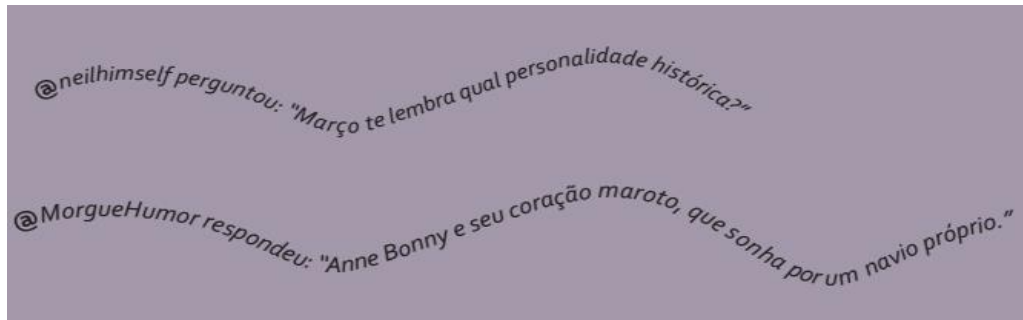 @neilhimself perguntou: "Março te lembra qual personalidade histórica?"
@MorgueHumor respondeu: "Anne Bonny e seu coração maroto, que sonha por um navio próprio."